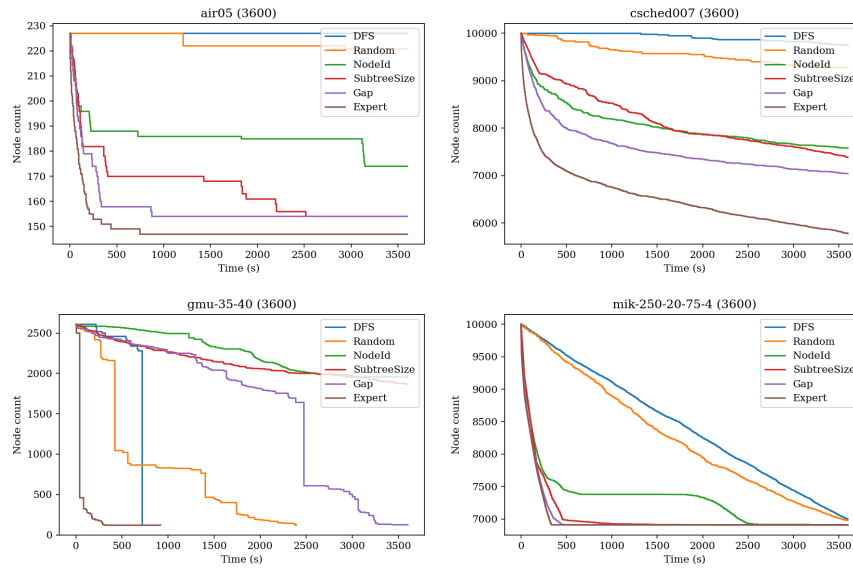 air05 (3600)
230
220
210
200
190
180
170
160
150
Node count
0
500
1000
1500
2000
2500
3000
3500
Time (s)
DFS
Random
NodeId
SubtreeSize
Gap
Expert
csched007 (3600)
10000
9000
8000
7000
6000
Node count
0
500
1000
1500
2000
2500
3000
3500
Time (s)
DFS
Random
NodeId
SubtreeSize
Gap
Expert
gmu-35-40 (3600)
2500
2000
1500
1000
500
0
Node count
0
500
1000
1500
2000
2500
3000
3500
Time (s)
DFS
Random
NodeId
SubtreeSize
Gap
Expert
mik-250-20-75-4 (3600)
10000
9500
9000
8500
8000
7500
7000
Node count
0
500
1000
1500
2000
2500
3000
3500
Time (s)
DFS
Random
NodeId
SubtreeSize
Gap
Expert